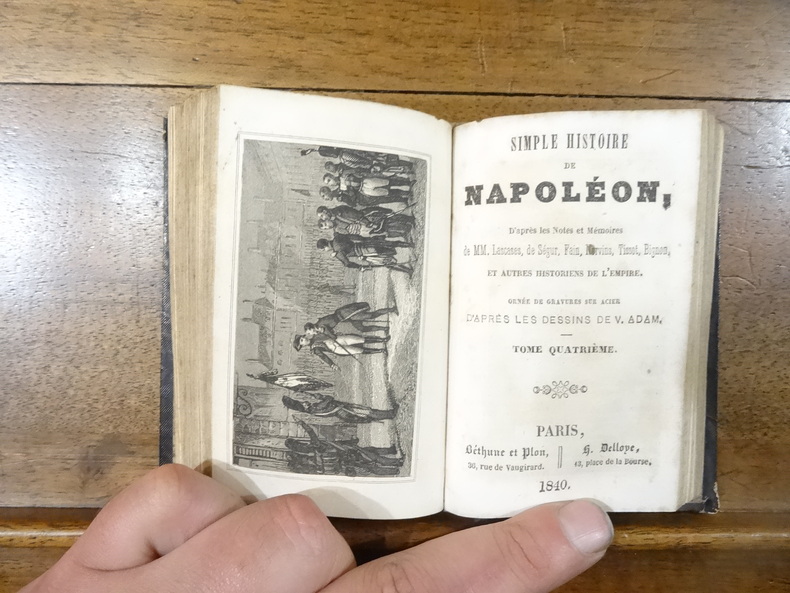 SIMPLE HISTOIRE
DE
NAPOLÉON,
D'après les Notes et Mémoires
de MM. Lascases, de Ségur, Fain, Norvins, Timot, Bignon,
ET AUTRES HISTORIENS DE L'EMPIRE.
ORNÉE DE GRAVURES SUR ACIER
D'APRÈS LES DESSINS DE V. ADAM.
TOME QUATRIÈME.
PARIS,
Béthune et Plon,
36, rue de Vaugirard.
H. Delloye,
13, place de la Bourse.
1840.